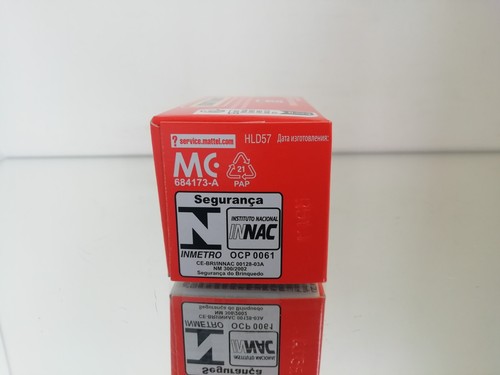 ? service.mattel.com HLD57 Дата изготовления:
MC
684173-A
21
PAP
Segurança
INSTITUTO NACIONAL
INNAC
INMETRO OCP 0061
CE-BRI/INNAC 00128-03A
NM 300/2002
Segurança do Brinquedo